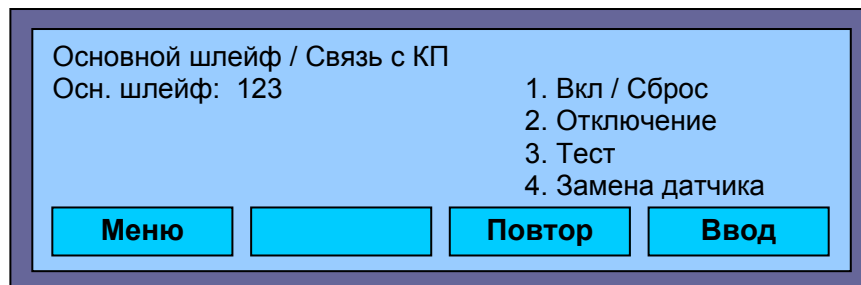 Основной шлейф / Связь с КП
Осн. шлейф: 123
1. Вкл / Сброс
2. Отключение
3. Тест
4. Замена датчика
Меню
Повтор
Ввод